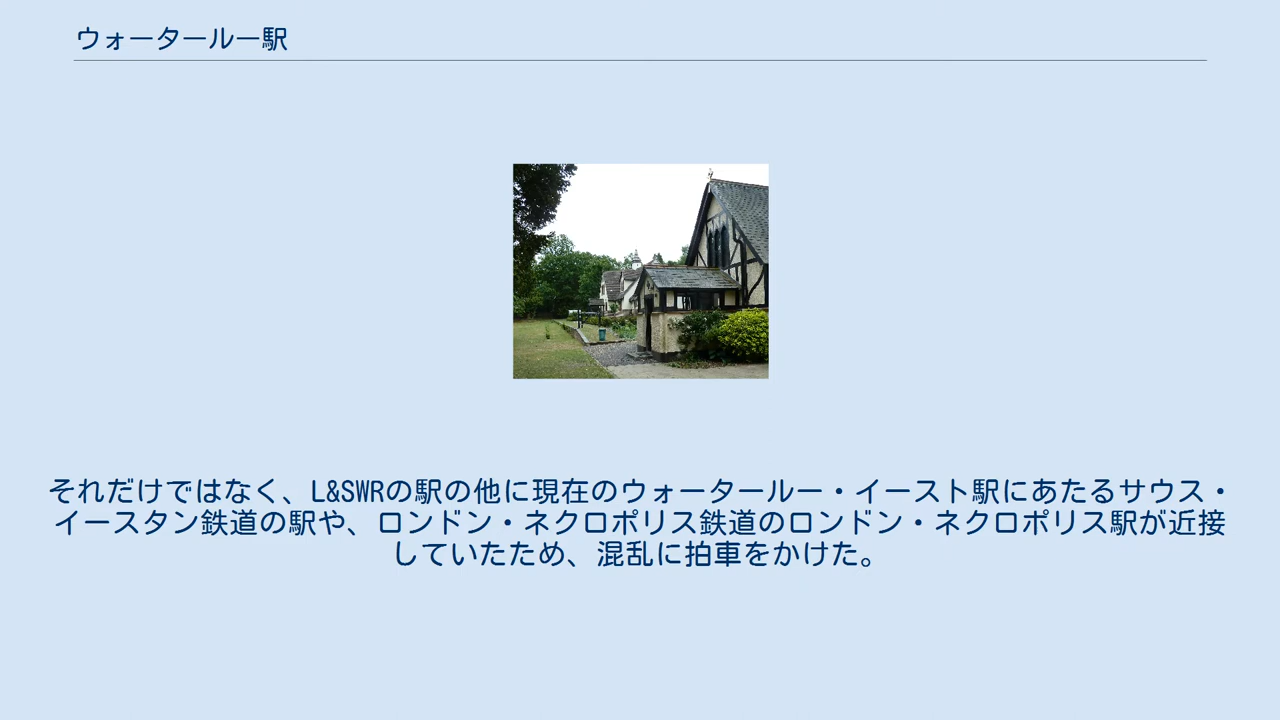 ウォータールー駅
それだけではなく、L&SWRの駅の他に現在のウォータールー・イースト駅にあたるサウス・
イースタン鉄道の駅や、ロンドン・ネクロポリス鉄道のロンドン・ネクロポリス駅が近接
していたため、混乱に拍車をかけた。